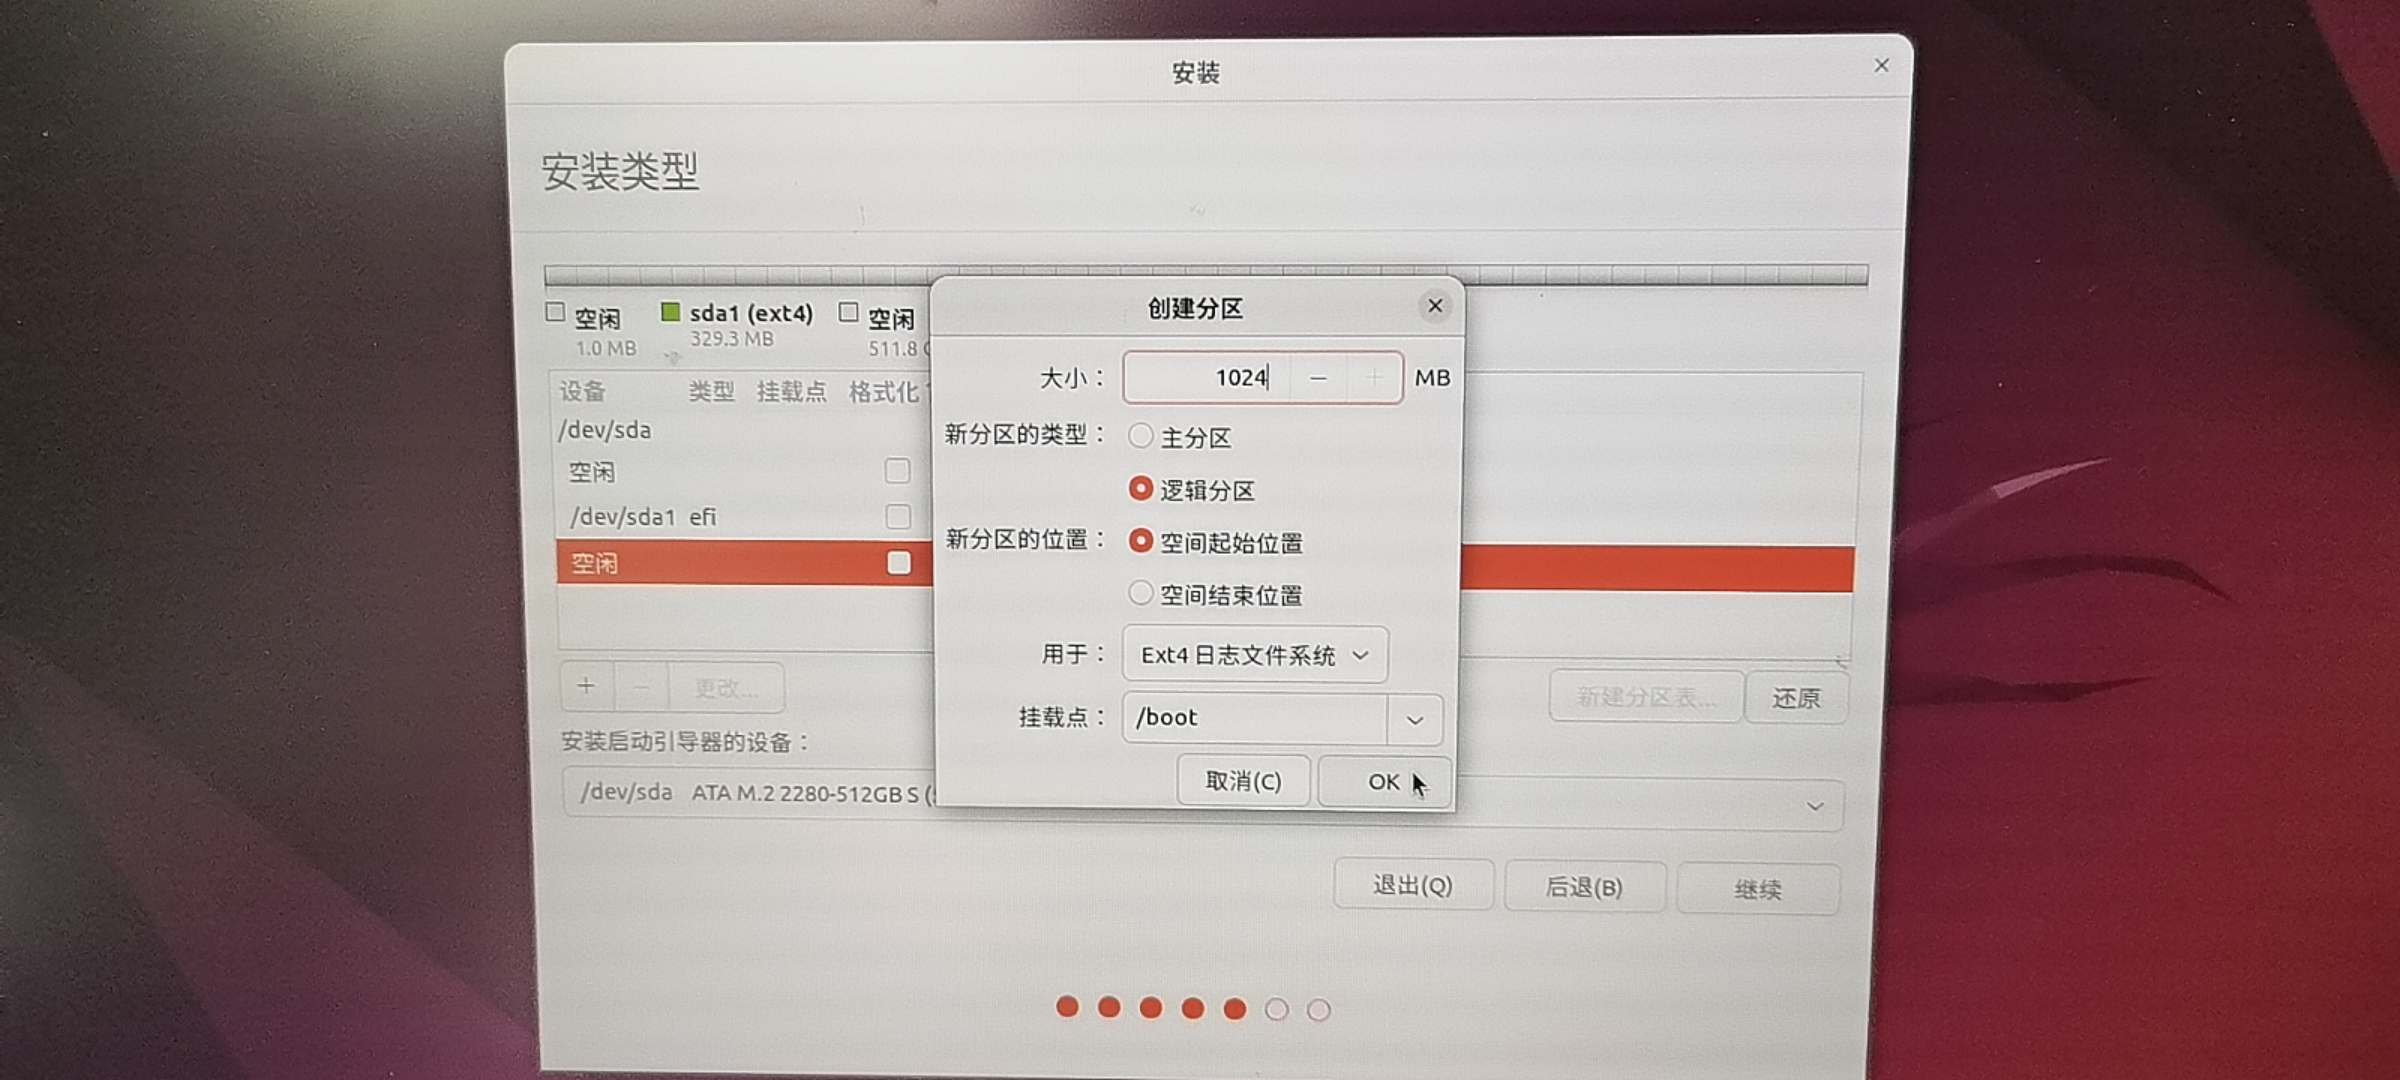 安装
安装类型
空闲
1.0 MB
sda1 (ext4)
329.3 MB
空闲
511.8
设备 类型 挂载点 格式化
/dev/sda
空闲
/dev/sda1 efi
空闲
+ − 更改...
新建分区表... 还原
安装启动引导器的设备：
/dev/sda ATA M.2 2280-512GB S (
退出(Q) 后退(B) 继续
创建分区
大小： 1024 − + MB
新分区的类型： 主分区
逻辑分区
新分区的位置： 空间起始位置
空间结束位置
用于： Ext4 日志文件系统
挂载点： /boot
取消(C) OK